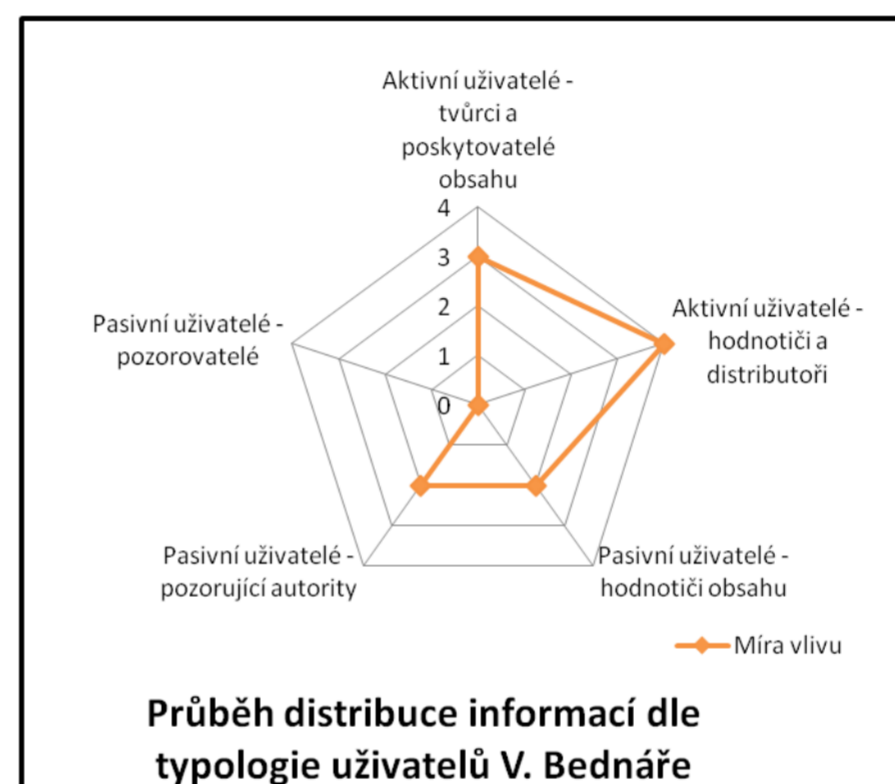 Aktivní uživatelé -
tvůrci a
poskytovatelé
obsahu
4
3
2
1
0
Aktivní uživatelé -
hodnotiči a
distributoři
Pasivní uživatelé -
pozorovatelé
Pasivní uživatelé -
pozorující autority
Pasivní uživatelé -
hodnotiči obsahu
Míra vlivu
Průběh distribuce informací dle
typologie uživatelů V. Bednáře